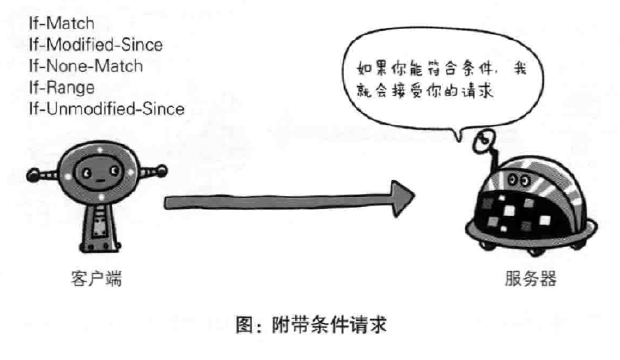 If-Match
If-Modified-Since
If-None-Match
If-Range
If-Unmodified-Since
如果你能符合条件，我
就会接受你的请求
客户端
服务器
图：附带条件请求